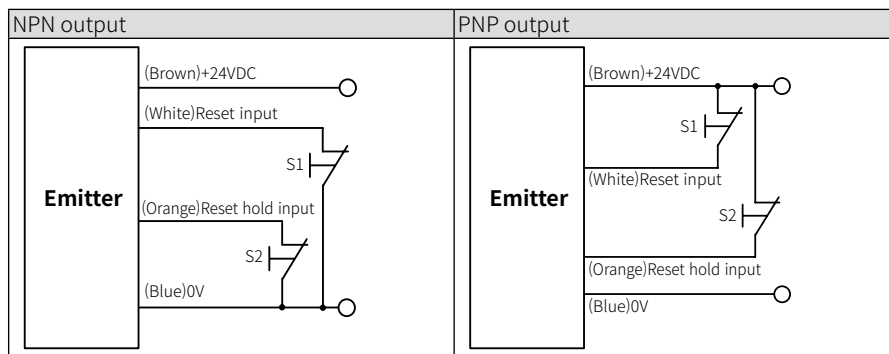 NPN output
(Brown)+24VDC
(White)Reset input
S1
Emitter
(Orange)Reset hold input
S2
(Blue)0V
PNP output
(Brown)+24VDC
S1
(White)Reset input
Emitter
S2
(Orange)Reset hold input
(Blue)0V